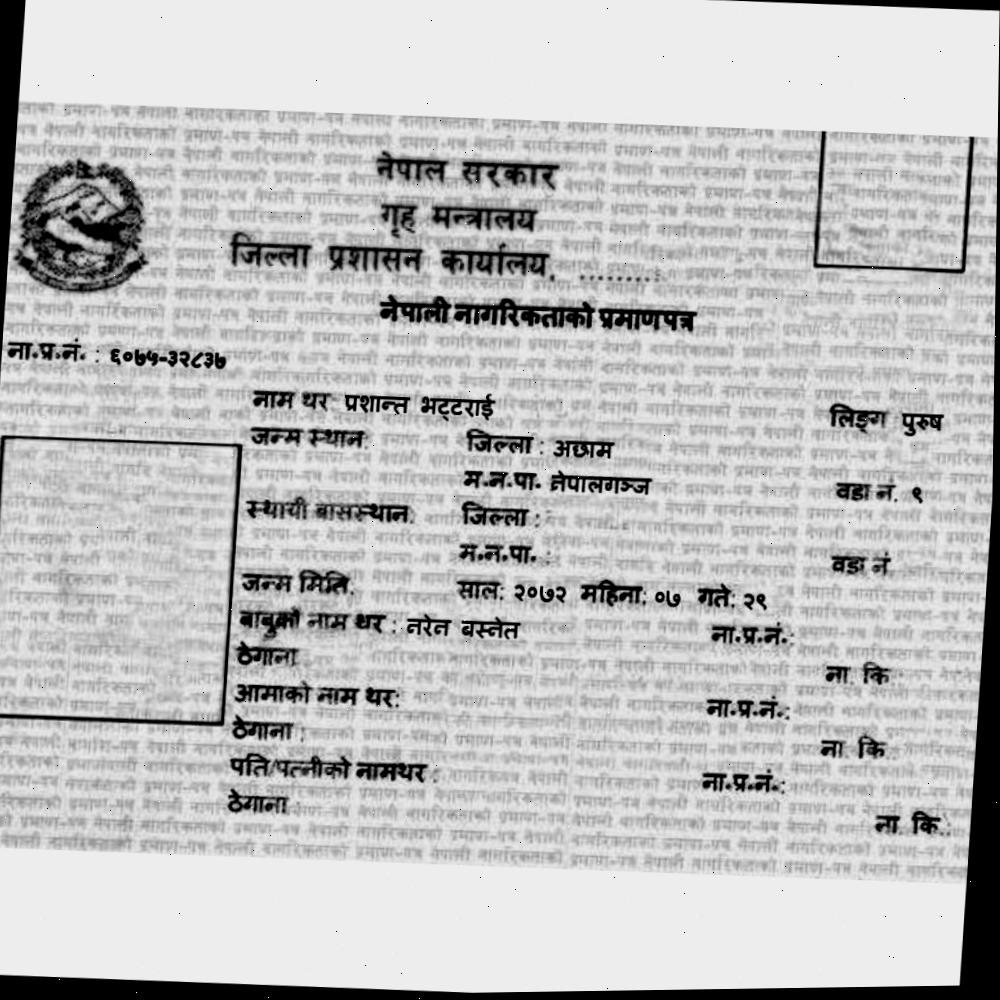 नेपाल सरकार
गृह मन्त्रालय
जिल्ला प्रशासन कार्यालय, ..........
नेपाली नागरिकताको प्रमाणपत्र
ना.प्र.नं. : ६०७५-३२८३७
नाम थर प्रशान्त भट्टराई लिङ्ग पुरुष
जन्म स्थान: जिल्ला : अछाम
म.न.पा. नेपालगञ्ज वडा नं. ९
स्थायी बासस्थान: जिल्ला :
म.न.पा. : वडा नं
जन्म मिति: साल: २०७२ महिना: ०७ गते: २९
बाबुको नाम थर : नरेन बस्नेत ना.प्र.नं.:
ठेगाना ना. कि.:
आमाको नाम थर: ना.प्र.नं.:
ठेगाना : ना. कि.:
पति/पत्नीको नामथर : ना.प्र.नं.:
ठेगाना ना. कि.: